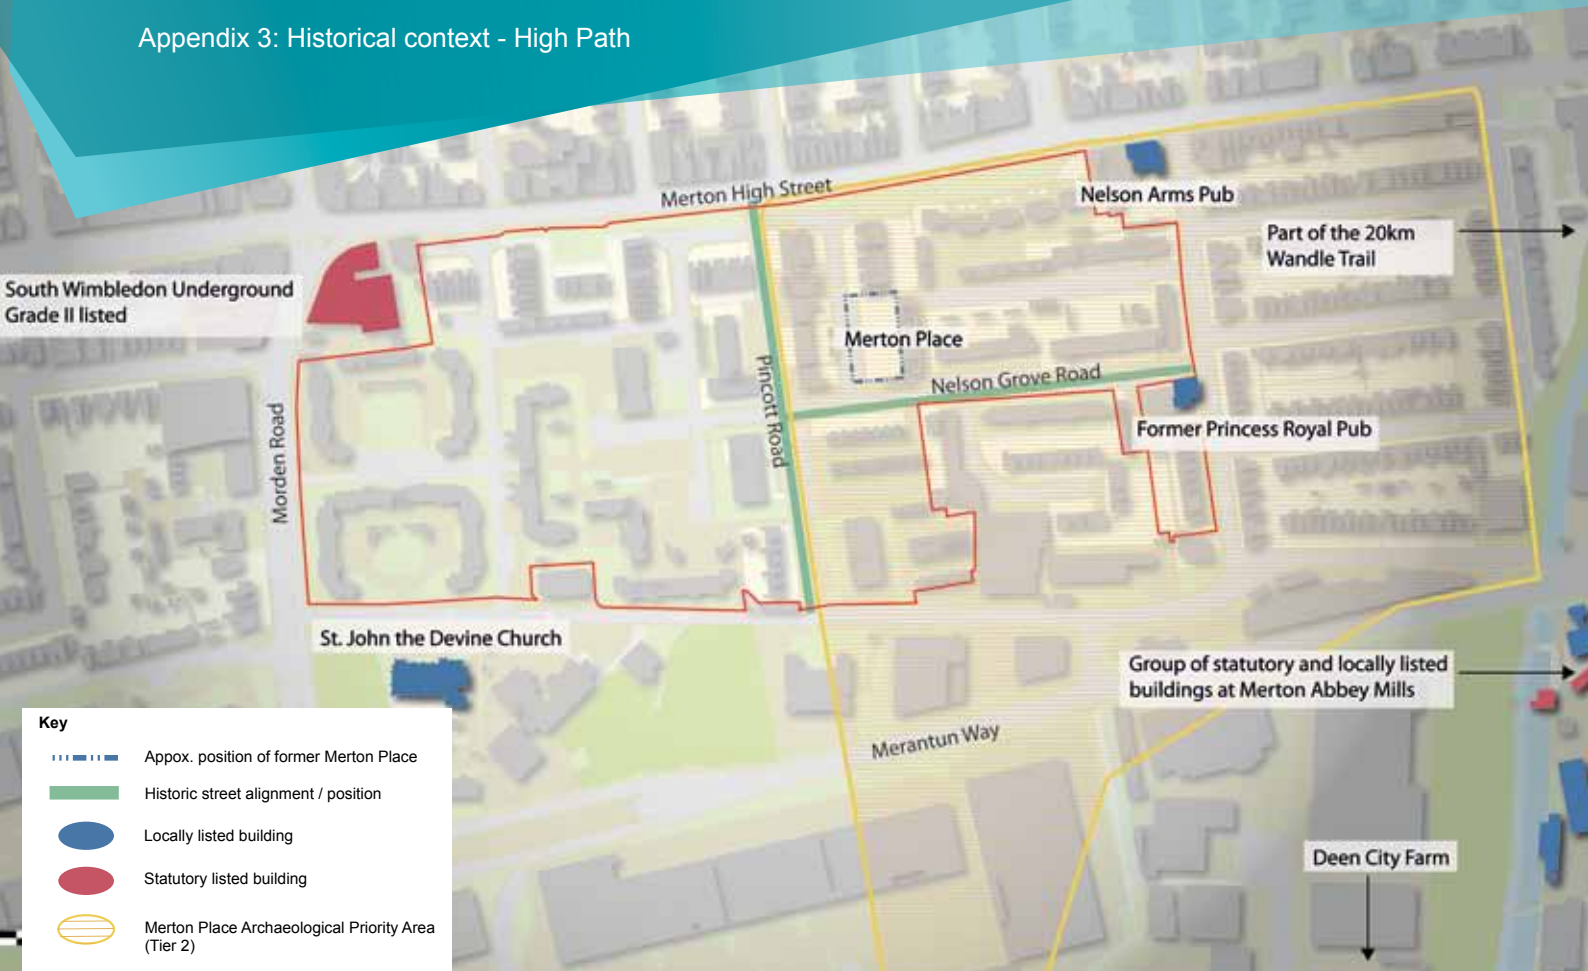 Appendix 3: Historical context - High Path
Merton High Street
Nelson Arms Pub
Part of the 20km
Wandle Trail
South Wimbledon Underground
Grade II listed
Merton Place
Nelson Grove Road
Pincott Road
Morden Road
Former Princess Royal Pub
St. John the Devine Church
Group of statutory and locally listed
buildings at Merton Abbey Mills
Merantun Way
Deen City Farm
Key
Appox. position of former Merton Place
Historic street alignment / position
Locally listed building
Statutory listed building
Merton Place Archaeological Priority Area
(Tier 2)